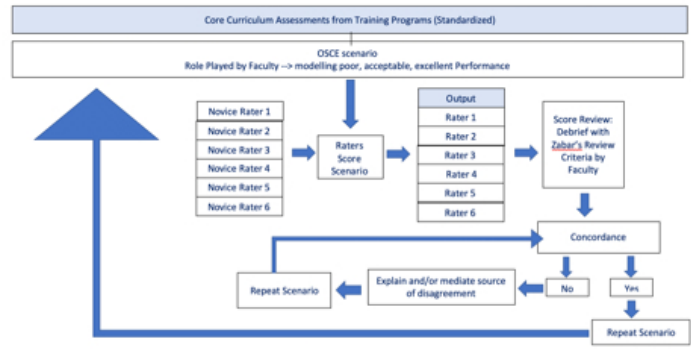 Core Curriculum Assessments from Training Programs (Standardized)
OSCE scenario
Role Played by Faculty --> modelling poor, acceptable, excellent Performance
Novice Rater 1
Novice Rater 2
Novice Rater 3
Novice Rater 4
Novice Rater 5
Novice Rater 6
Raters
Score
Scenario
Output
Rater 1
Rater 2
Rater 3
Rater 4
Rater 5
Rater 6
Score Review:
Debrief with
Zabar's Review
Criteria by
Faculty
Concordance
No
Yes
Explain and/or mediate source
of disagreement
Repeat Scenario
Repeat Scenario